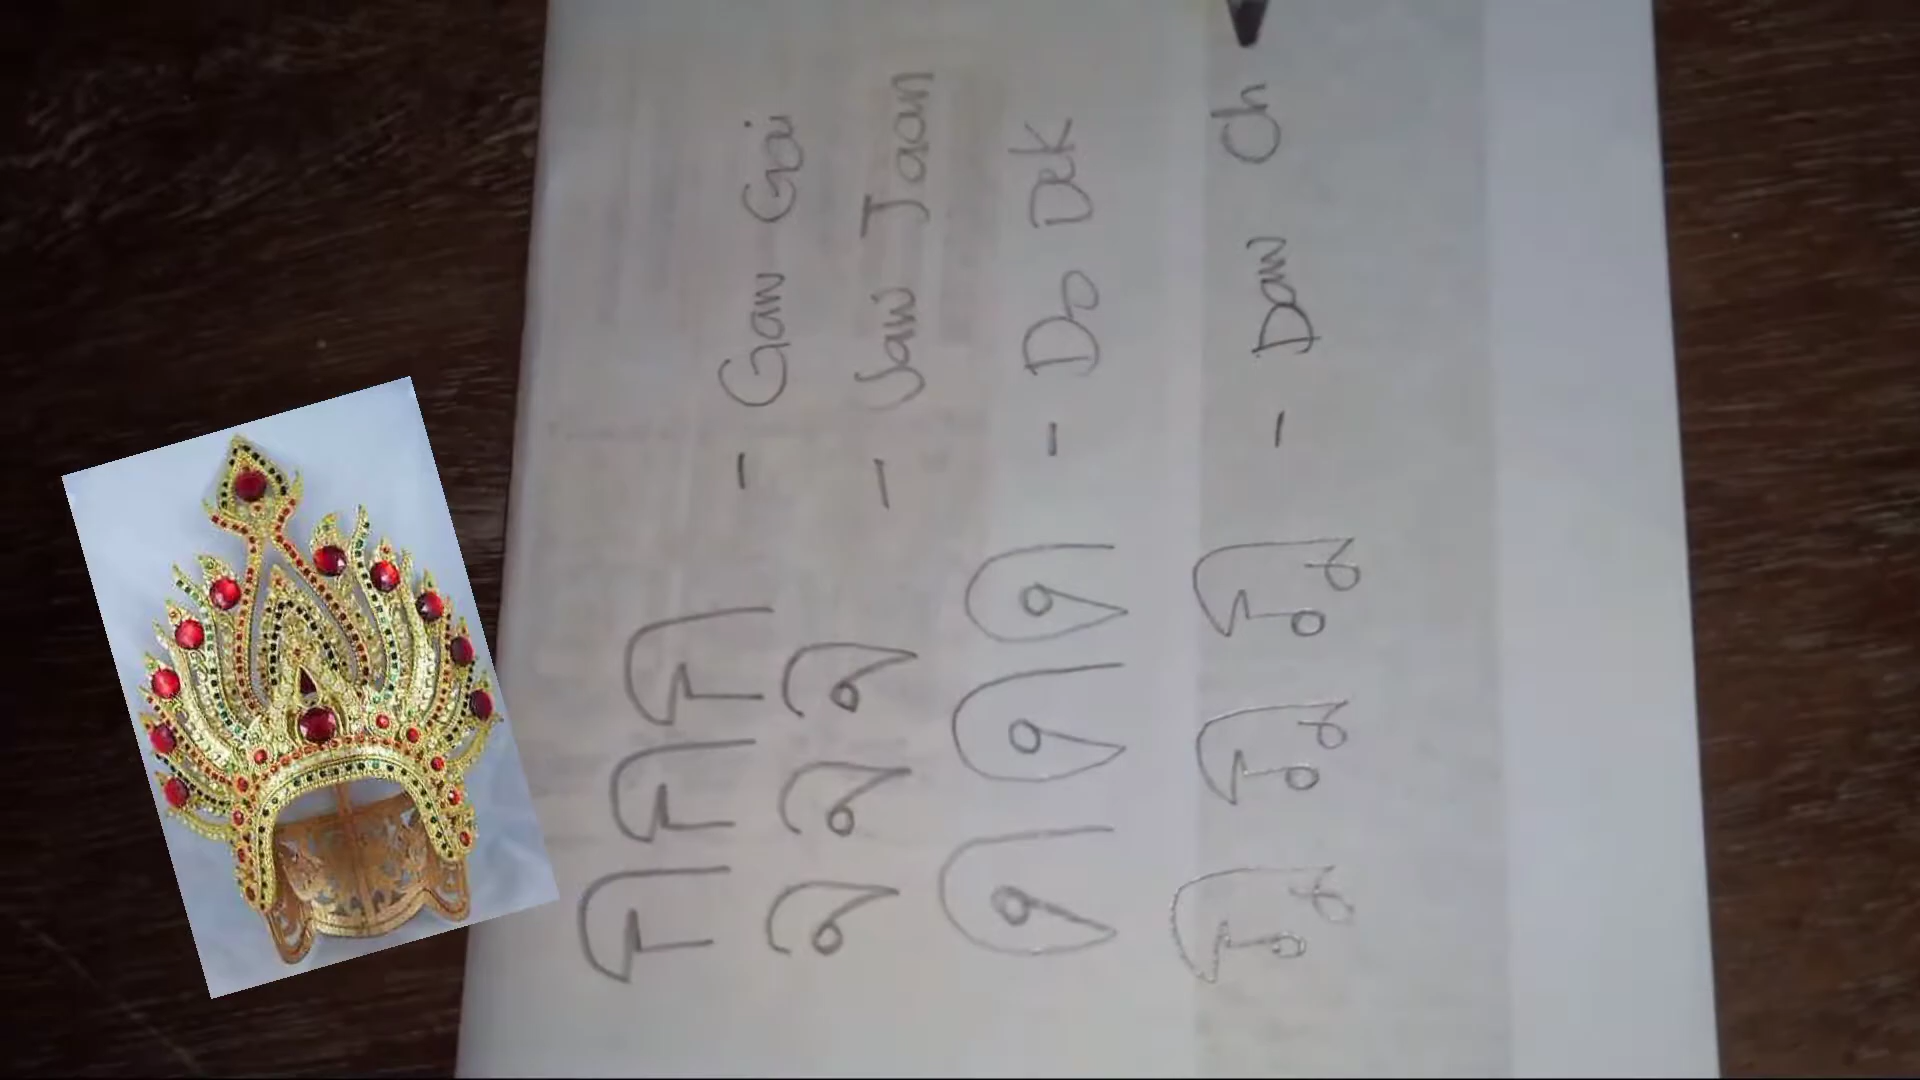 ก ก ก - Gaw Gai
จ จ จ - Jaw Jaan
ด ด ด - Do Dek
ฎ ฎ ฎ - Daw Ch